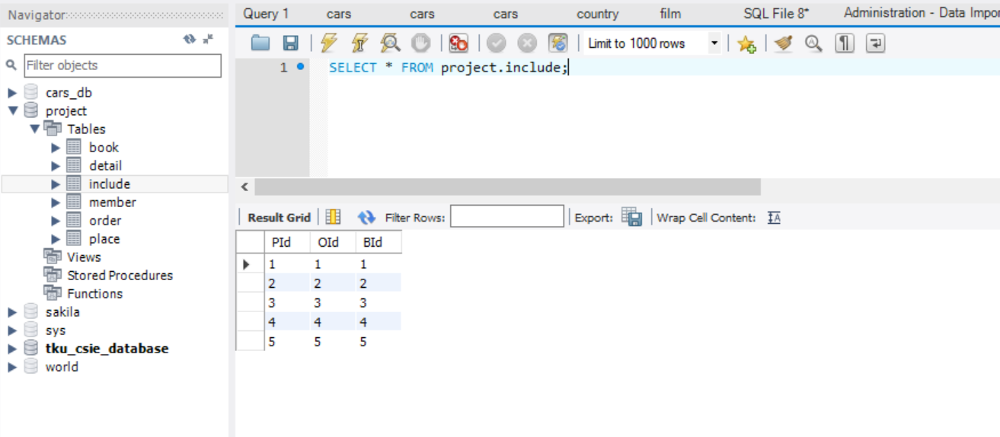 Navigator
Query 1 cars cars cars country film SQL File 8* Administration - Data Impor
SCHEMAS
Limit to 1000 rows
Filter objects
1 SELECT * FROM project.include;
cars_db
project
Tables
book
detail
include
member
order
place
Views
Stored Procedures
Functions
sakila
sys
tku_csie_database
world
Result Grid Filter Rows: Export: Wrap Cell Content: IA
PId OId BId
1 1 1
2 2 2
3 3 3
4 4 4
5 5 5